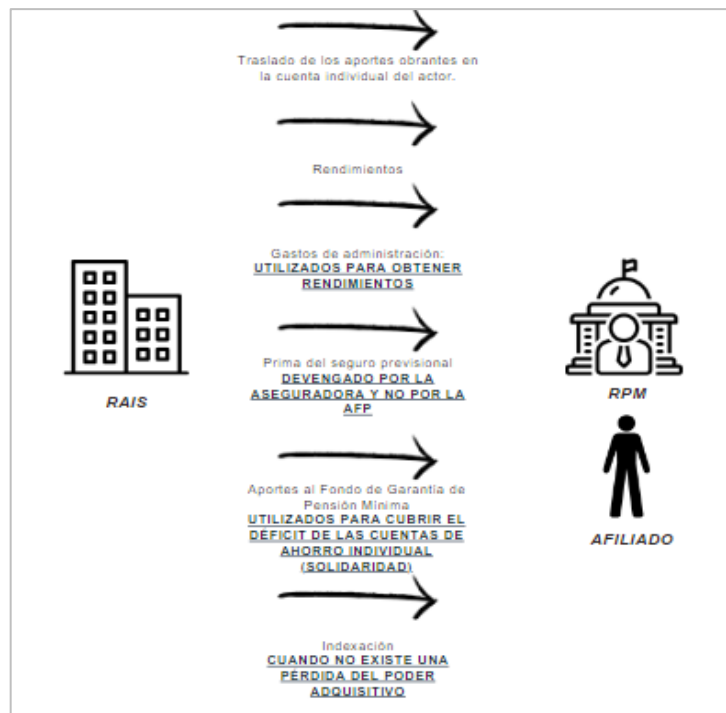 Traslado de los aportes obrantes en
la cuenta individual del actor.
Rendimientos
Gastos de administración:
UTILIZADOS PARA OBTENER
RENDIMIENTOS
Prima del seguro previsional
DEVENGADO POR LA
ASEGURADORA Y NO POR LA
AFP
RAIS
RPM
Aportes al Fondo de Garantía de
Pensión Mínima
UTILIZADOS PARA CUBRIR EL
DÉFICIT DE LAS CUENTAS DE
AHORRO INDIVIDUAL
(SOLIDARIDAD)
AFILIADO
Indexación
CUANDO NO EXISTE UNA
PÉRDIDA DEL PODER
ADQUISITIVO